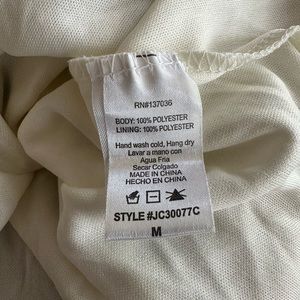 RN#137036
BODY: 100% POLYESTER
LINING: 100% POLYESTER
Hand wash cold, Hang dry
Lavar a mano con
Agua Fria
Secar Colgado
MADE IN CHINA
HECHO EN CHINA
STYLE #JC30077C
M